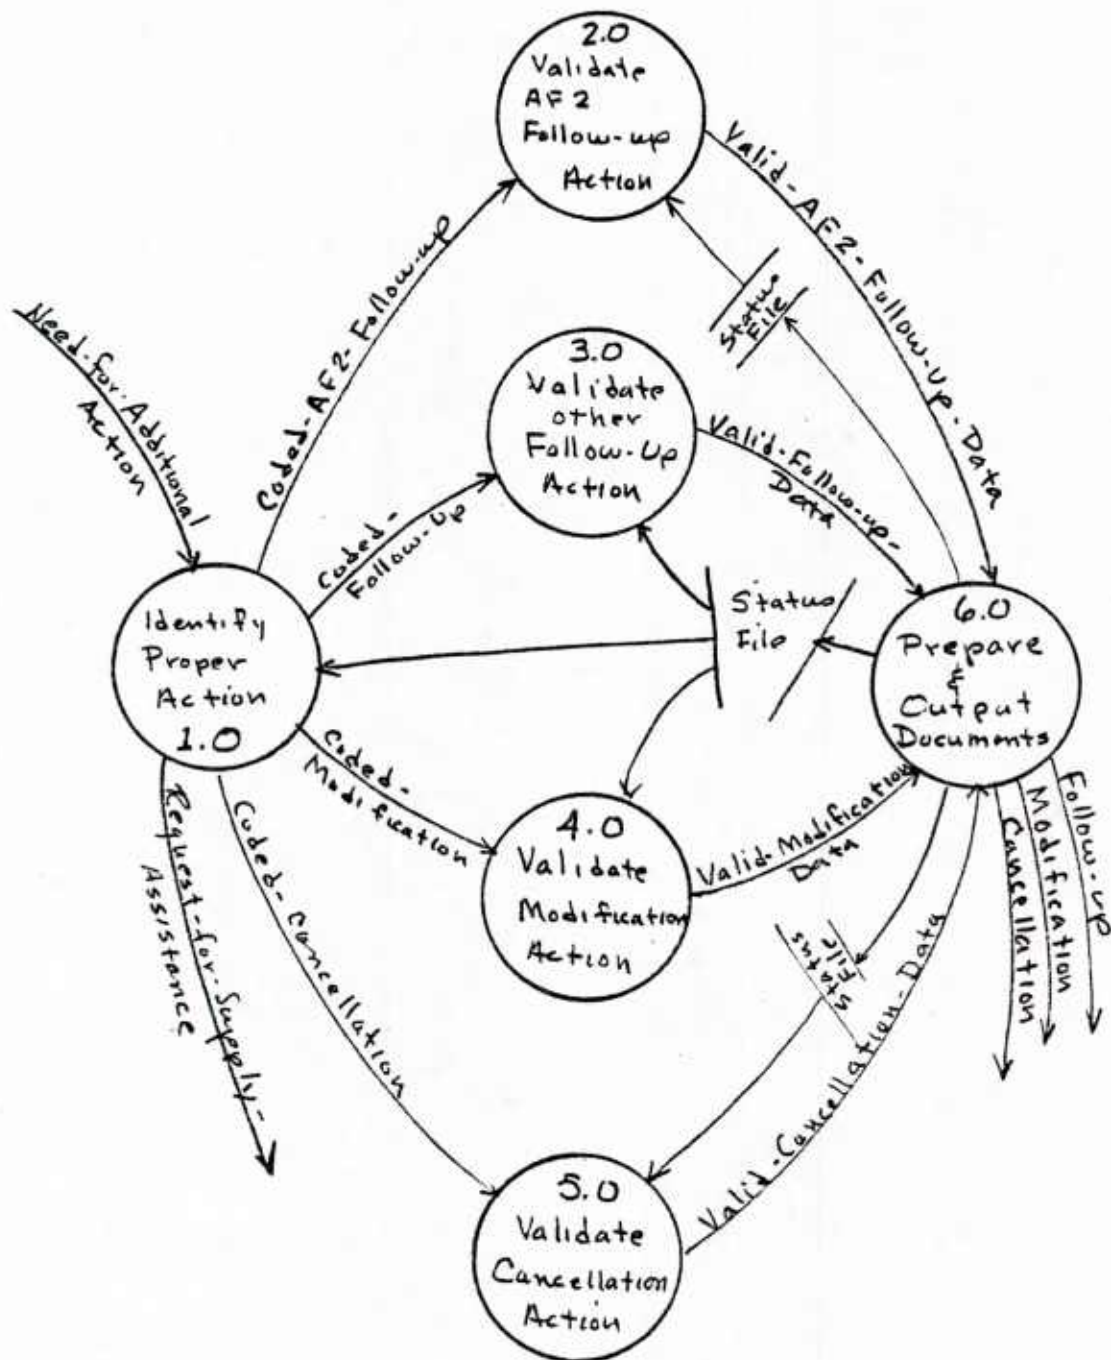 2.0
Validate
AF2
Follow-up
Action
Valid-AF2-Follow-Up-Data
Coded-AF2-Follow-up
Need-for-Additional
Action
Status
File
3.0
Validate
other
Follow-Up
Action
Valid-Follow-up-
Data
Coded-
Follow-Up
Status
File
Identify
Proper
Action
1.0
6.0
Prepare
&
Output
Documents
Coded-
Modification
4.0
Validate
Modification
Action
Valid-Modification
Data
Request-for-Supply-
Assistance
Coded-Cancellation
Status
File
Cancellation
Modification
Follow-up
Valid-Cancellation-Data
5.0
Validate
Cancellation
Action